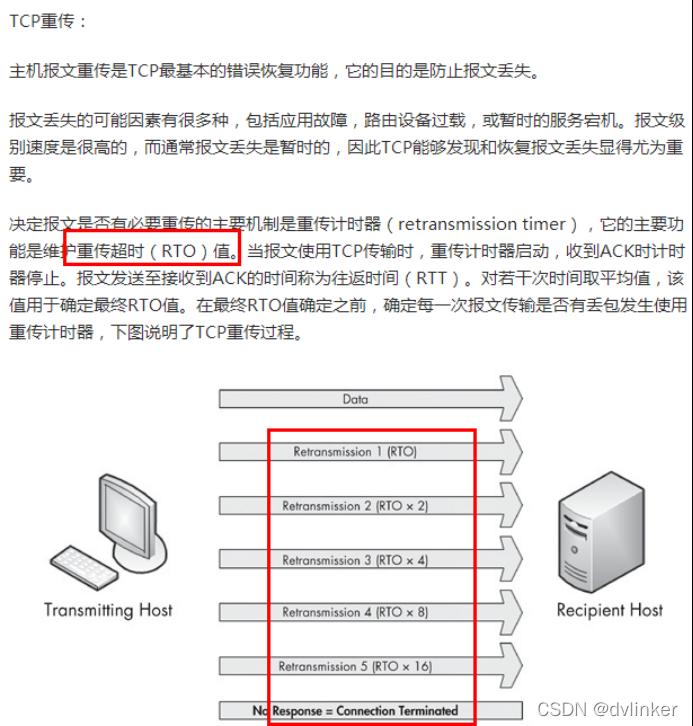 TCP重传：
主机报文重传是TCP最基本的错误恢复功能，它的目的是防止报文丢失。
报文丢失的可能因素有很多种，包括应用故障，路由设备过载，或暂时的服务宕机。报文级
别速度是很高的，而通常报文丢失是暂时的，因此TCP能够发现和恢复报文丢失显得尤为重
要。
决定报文是否有必要重传的主要机制是重传计时器（retransmission timer），它的主要功
能是维护重传超时（RTO）值。当报文使用TCP传输时，重传计时器启动，收到ACK时计时
器停止。报文发送至接收到ACK的时间称为往返时间（RTT）。对若干次时间取平均值，该
值用于确定最终RTO值。在最终RTO值确定之前，确定每一次报文传输是否有丢包发生使用
重传计时器，下图说明了TCP重传过程。
Data
Retransmission 1 (RTO)
Retransmission 2 (RTO × 2)
Retransmission 3 (RTO × 4)
Transmitting Host
Recipient Host
Retransmission 4 (RTO × 8)
Retransmission 5 (RTO × 16)
No Response = Connection Terminated
CSDN @dvlinker